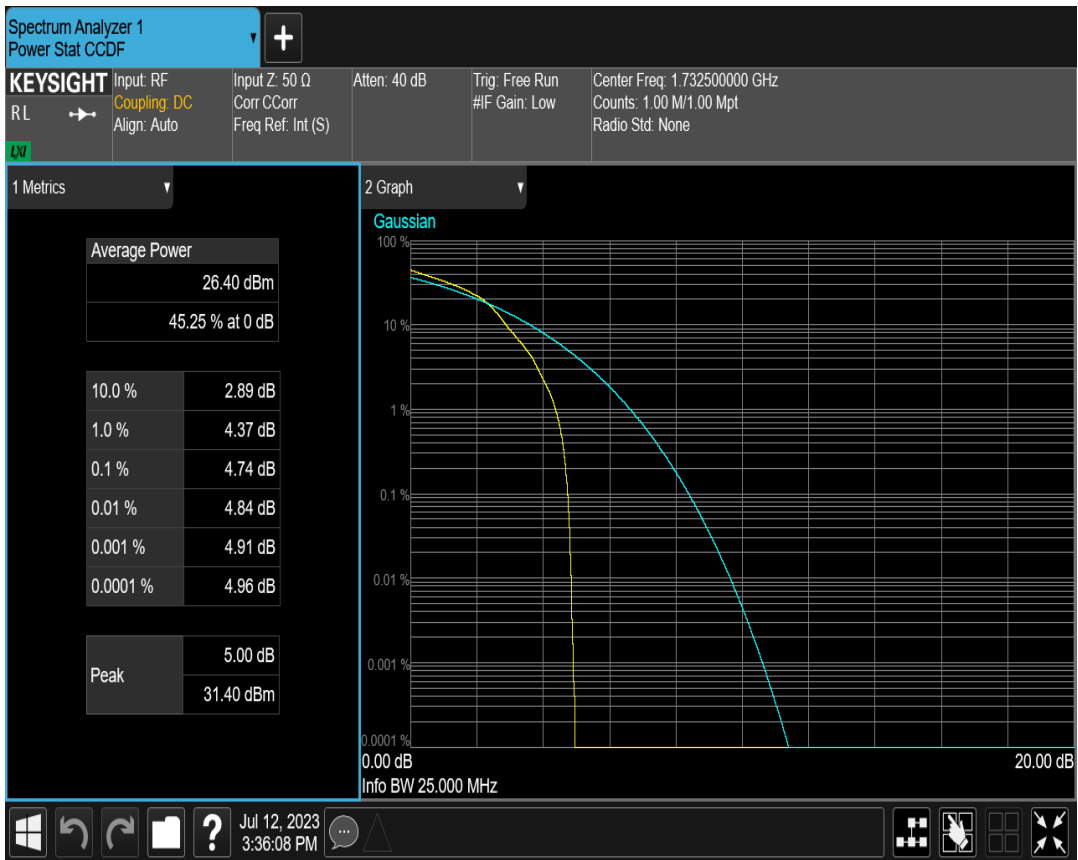 Spectrum Analyzer 1
Power Stat CCDF
KEYSIGHT
RL
LXI
Input: RF
Coupling: DC
Align: Auto
Input Z: 50 Ω
Corr CCorr
Freq Ref: Int (S)
Atten: 40 dB
Trig: Free Run
#IF Gain: Low
Center Freq: 1.732500000 GHz
Counts: 1.00 M/1.00 Mpt
Radio Std: None
1 Metrics
Average Power
26.40 dBm
45.25 % at 0 dB
10.0 % 2.89 dB
1.0 % 4.37 dB
0.1 % 4.74 dB
0.01 % 4.84 dB
0.001 % 4.91 dB
0.0001 % 4.96 dB
Peak
5.00 dB
31.40 dBm
2 Graph
Gaussian
100 %
10 %
1 %
0.1 %
0.01 %
0.001 %
0.0001 %
0.00 dB 20.00 dB
Info BW 25.000 MHz
? Jul 12, 2023
3:36:08 PM